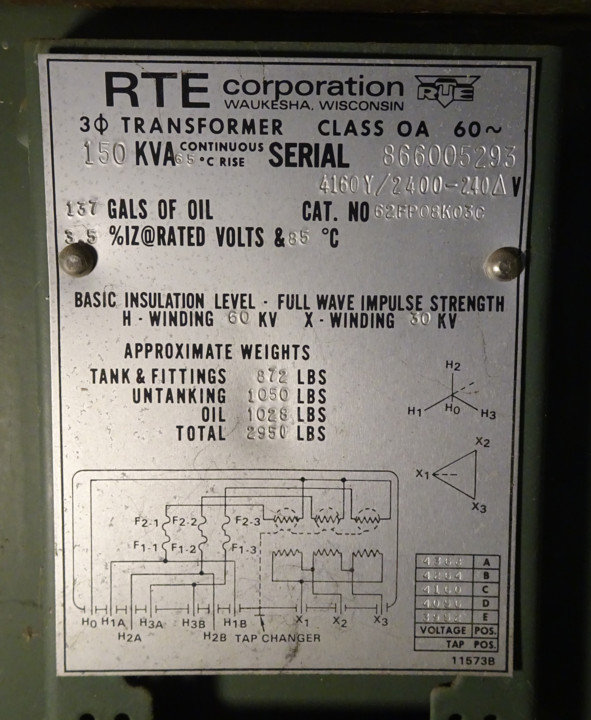 RTE corporation RTE
WAUKESHA, WISCONSIN
3Φ TRANSFORMER CLASS OA 60~
150 KVA CONTINUOUS 65 °C RISE SERIAL 866005293
4160Y/2400-240Δ V
137 GALS OF OIL CAT. NO 62FP08K03C
3.5 %IZ@RATED VOLTS & 85 °C
BASIC INSULATION LEVEL - FULL WAVE IMPULSE STRENGTH
H - WINDING 60 KV X - WINDING 30 KV
APPROXIMATE WEIGHTS
TANK & FITTINGS 872 LBS
UNTANKING 1050 LBS
OIL 1028 LBS
TOTAL 2950 LBS
H2
H1 H0 H3
X2
X1
X3
F2-1 F2-2 F2-3
F1-1 F1-2 F1-3
H0 H1A H3A H3B H1B X1 X2 X3
H2A H2B TAP CHANGER
A
B
4160 C
D
E
VOLTAGE POS.
TAP POS.
11573B